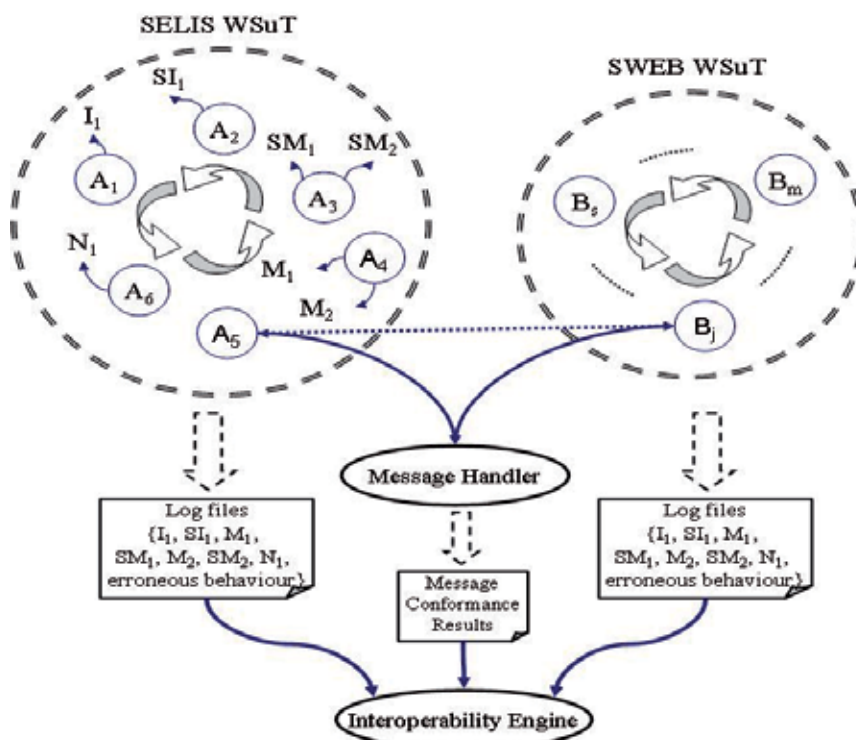 SELIS WSuT
SWEB WSuT
SI₁
I₁
A₂
SM₁ SM₂
A₁
A₃
N₁
M₁
A₄
A₆
M₂
A₅
Bₛ
Bₘ
Bⱼ
Message Handler
Log files
{I₁, SI₁, M₁,
SM₁, M₂, SM₂, N₁,
erroneous behaviour}
Message
Conformance
Results
Log files
{I₁, SI₁, M₁,
SM₁, M₂, SM₂, N₁,
erroneous behaviour}
Interoperability Engine